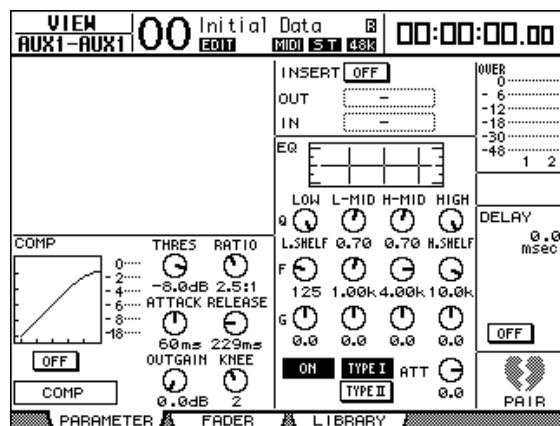 VIEW
AUX1-AUX1
00 Initial Data
EDIT MIDI ST 48K
00:00:00.00
INSERT OFF
OUT -
IN -
OVER
0
- 6
-12
-18
-30
-48
1 2
EQ
LOW L-MID H-MID HIGH
Q
L.SHELF 0.70 0.70 H.SHELF
F
125 1.00k 4.00k 10.0k
G
0.0 0.0 0.0 0.0
ON TYPE I ATT
TYPE II 0.0
DELAY
0.0
msec
OFF
PAIR
COMP
0
- 2
- 4
- 6
- 8
-18
THRES RATIO
-8.0dB 2.5:1
ATTACK RELEASE
60ms 229ms
OUTGAIN KNEE
0.0dB 2
OFF
COMP
PARAMETER FADER LIBRARY